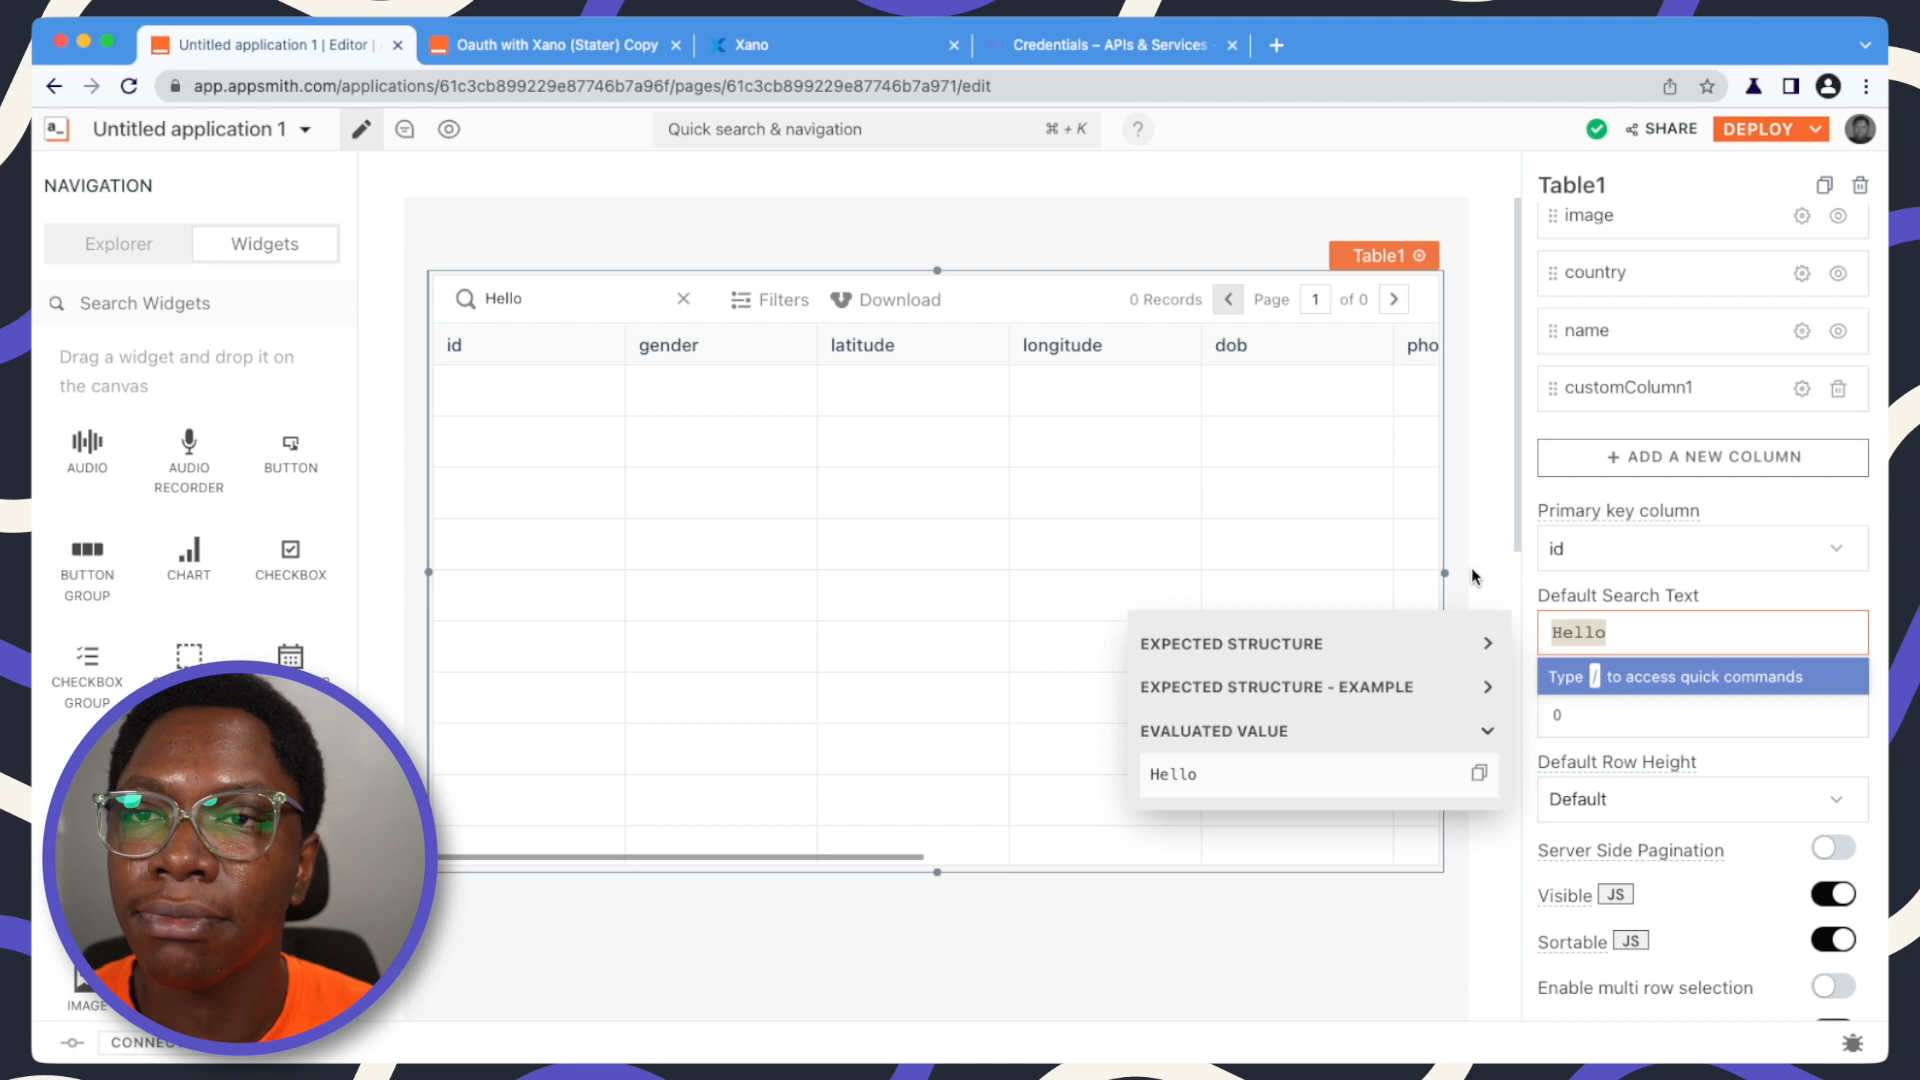 Untitled application 1 | Editor |
Oauth with Xano (Stater) Copy
Xano
Credentials – APIs & Services
app.appsmith.com/applications/61c3cb899229e87746b7a96f/pages/61c3cb899229e87746b7a971/edit
a_
Untitled application 1
Quick search & navigation
⌘ + K
?
SHARE
DEPLOY
NAVIGATION
Explorer
Widgets
Search Widgets
Drag a widget and drop it on
the canvas
AUDIO
AUDIO
RECORDER
BUTTON
BUTTON
GROUP
CHART
CHECKBOX
CHECKBOX
GROUP
IMAGE
CONNEC
Table1
Hello
Filters
Download
0 Records
Page
1
of 0
id
gender
latitude
longitude
dob
pho
EXPECTED STRUCTURE
EXPECTED STRUCTURE - EXAMPLE
EVALUATED VALUE
Hello
Table1
image
country
name
customColumn1
+ ADD A NEW COLUMN
Primary key column
id
Default Search Text
Hello
Type / to access quick commands
0
Default Row Height
Default
Server Side Pagination
Visible JS
Sortable JS
Enable multi row selection